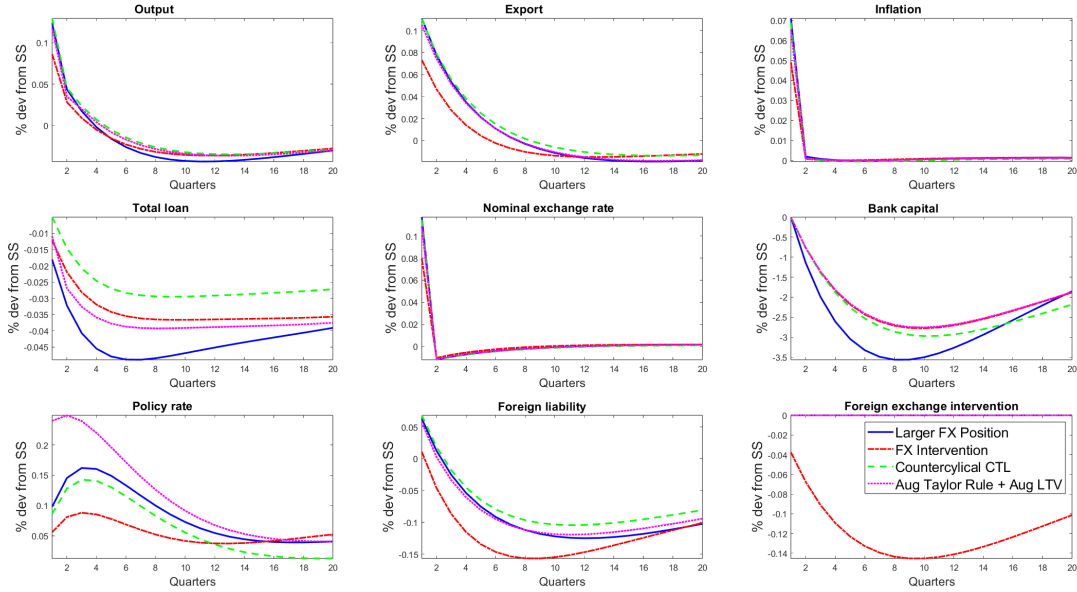 Output
% dev from SS
0.1
0.05
0
2 4 6 8 10 12 14 16 18 20
Quarters
Export
% dev from SS
0.1
0.08
0.06
0.04
0.02
0
2 4 6 8 10 12 14 16 18 20
Quarters
Inflation
% dev from SS
0.07
0.06
0.05
0.04
0.03
0.02
0.01
0
2 4 6 8 10 12 14 16 18 20
Quarters
Total loan
% dev from SS
-0.01
-0.015
-0.02
-0.025
-0.03
-0.035
-0.04
-0.045
2 4 6 8 10 12 14 16 18 20
Quarters
Nominal exchange rate
% dev from SS
0.1
0.08
0.06
0.04
0.02
0
2 4 6 8 10 12 14 16 18 20
Quarters
Bank capital
% dev from SS
0
-0.5
-1
-1.5
-2
-2.5
-3
-3.5
2 4 6 8 10 12 14 16 18 20
Quarters
Policy rate
% dev from SS
0.2
0.15
0.1
0.05
2 4 6 8 10 12 14 16 18 20
Quarters
Foreign liability
% dev from SS
0.05
0
-0.05
-0.1
-0.15
2 4 6 8 10 12 14 16 18 20
Quarters
Foreign exchange intervention
% dev from SS
0
-0.02
-0.04
-0.06
-0.08
-0.1
-0.12
-0.14
2 4 6 8 10 12 14 16 18 20
Quarters
Larger FX Position
FX Intervention
Countercylical CTL
Aug Taylor Rule + Aug LTV